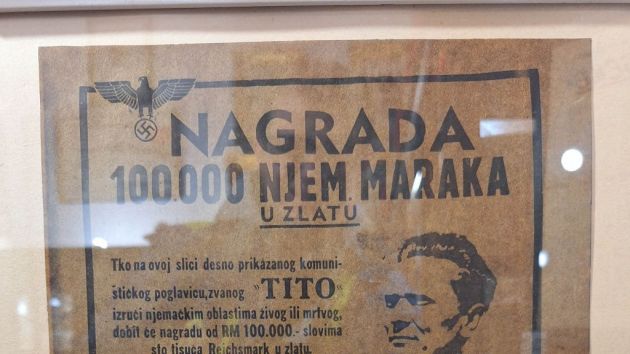 NAGRADA
100.000 NJEM. MARAKA
U ZLATU
Tko na ovoj slici desno prikazanog komuni-
stičkog poglavicu, zvanog "TITO"
izruči njemačkim oblastima živog ili mrtvog,
dobit će nagradu od RM 100.000.- slovima
sto tisuća Reichsmark u zlatu.